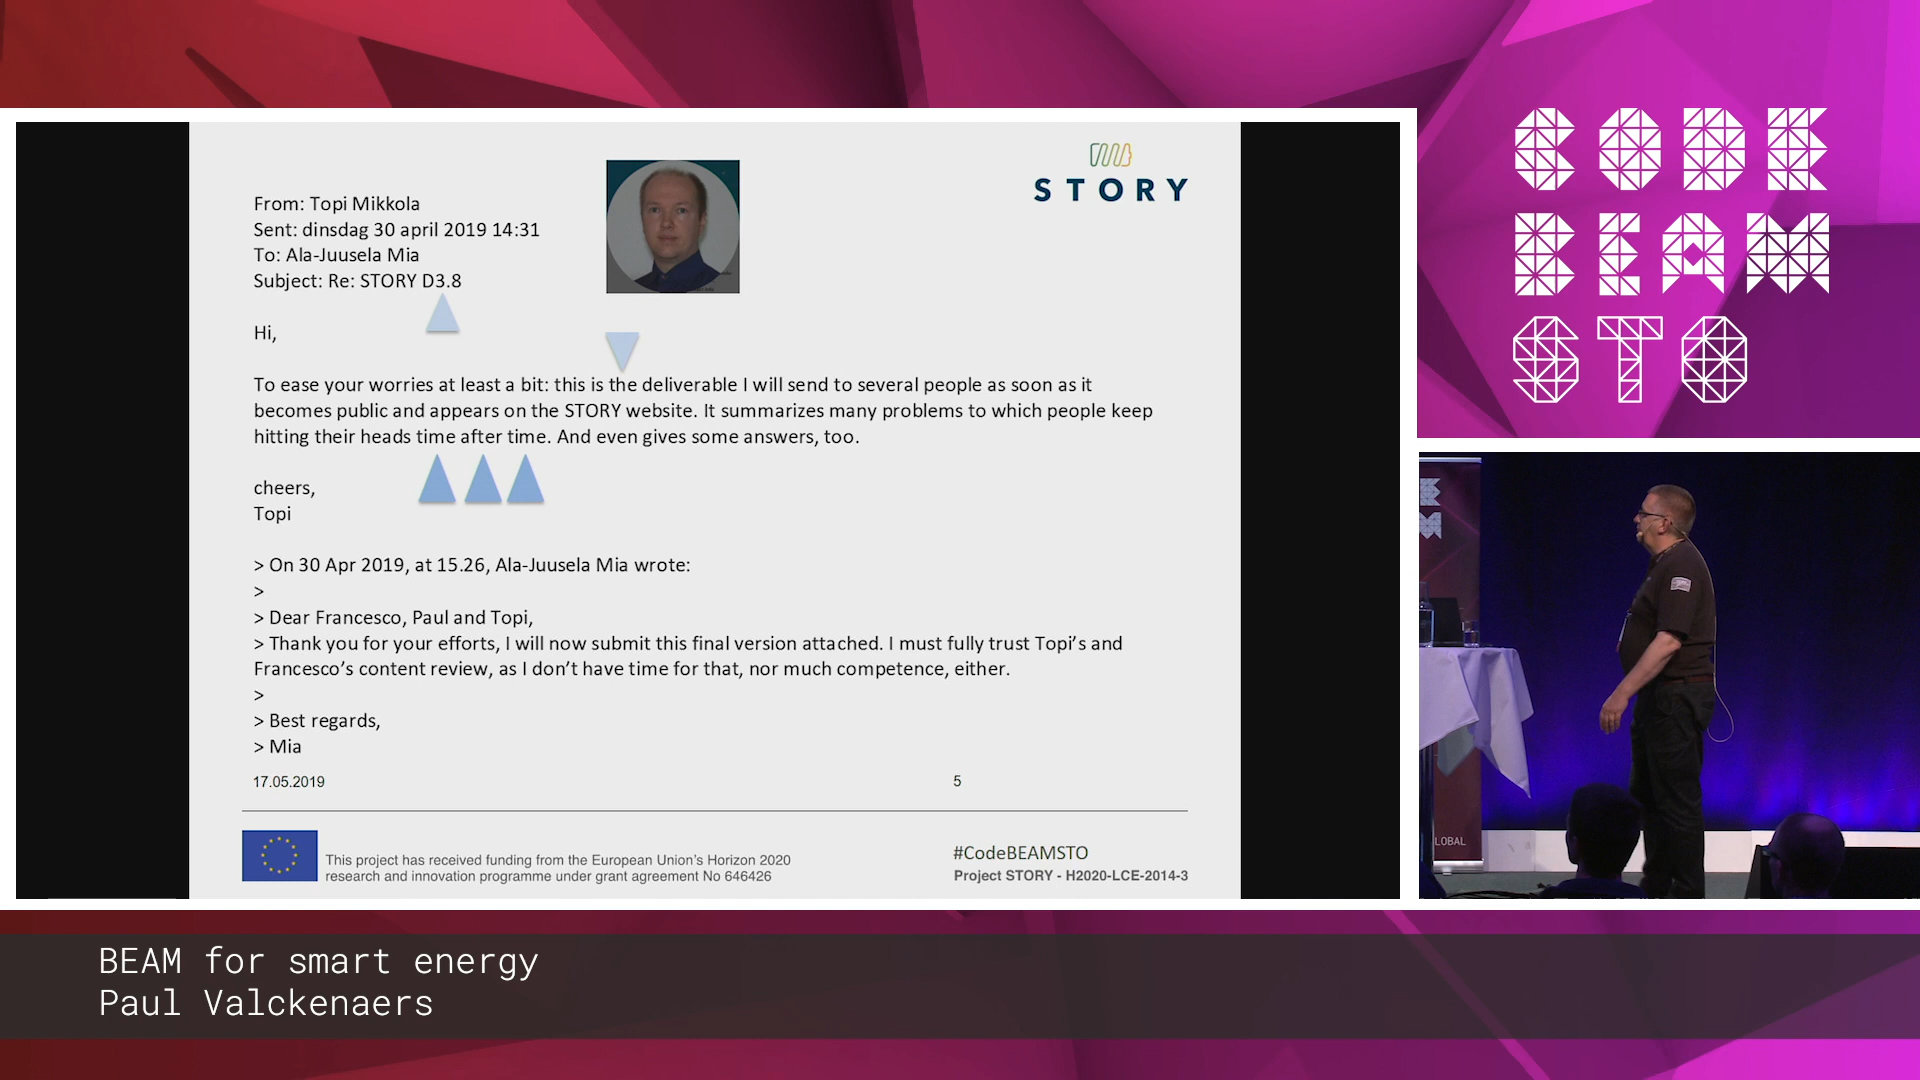 STORY
From: Topi Mikkola
Sent: dinsdag 30 april 2019 14:31
To: Ala-Juusela Mia
Subject: Re: STORY D3.8
Hi,
To ease your worries at least a bit: this is the deliverable I will send to several people as soon as it
becomes public and appears on the STORY website. It summarizes many problems to which people keep
hitting their heads time after time. And even gives some answers, too.
cheers,
Topi
> On 30 Apr 2019, at 15.26, Ala-Juusela Mia wrote:
>
> Dear Francesco, Paul and Topi,
> Thank you for your efforts, I will now submit this final version attached. I must fully trust Topi’s and
Francesco’s content review, as I don’t have time for that, nor much competence, either.
>
> Best regards,
> Mia
17.05.2019
5
This project has received funding from the European Union’s Horizon 2020
research and innovation programme under grant agreement No 646426
#CodeBEAMSTO
Project STORY - H2020-LCE-2014-3
CODE
BEAM
STO
LOBAL
BEAM for smart energy
Paul Valckenaers